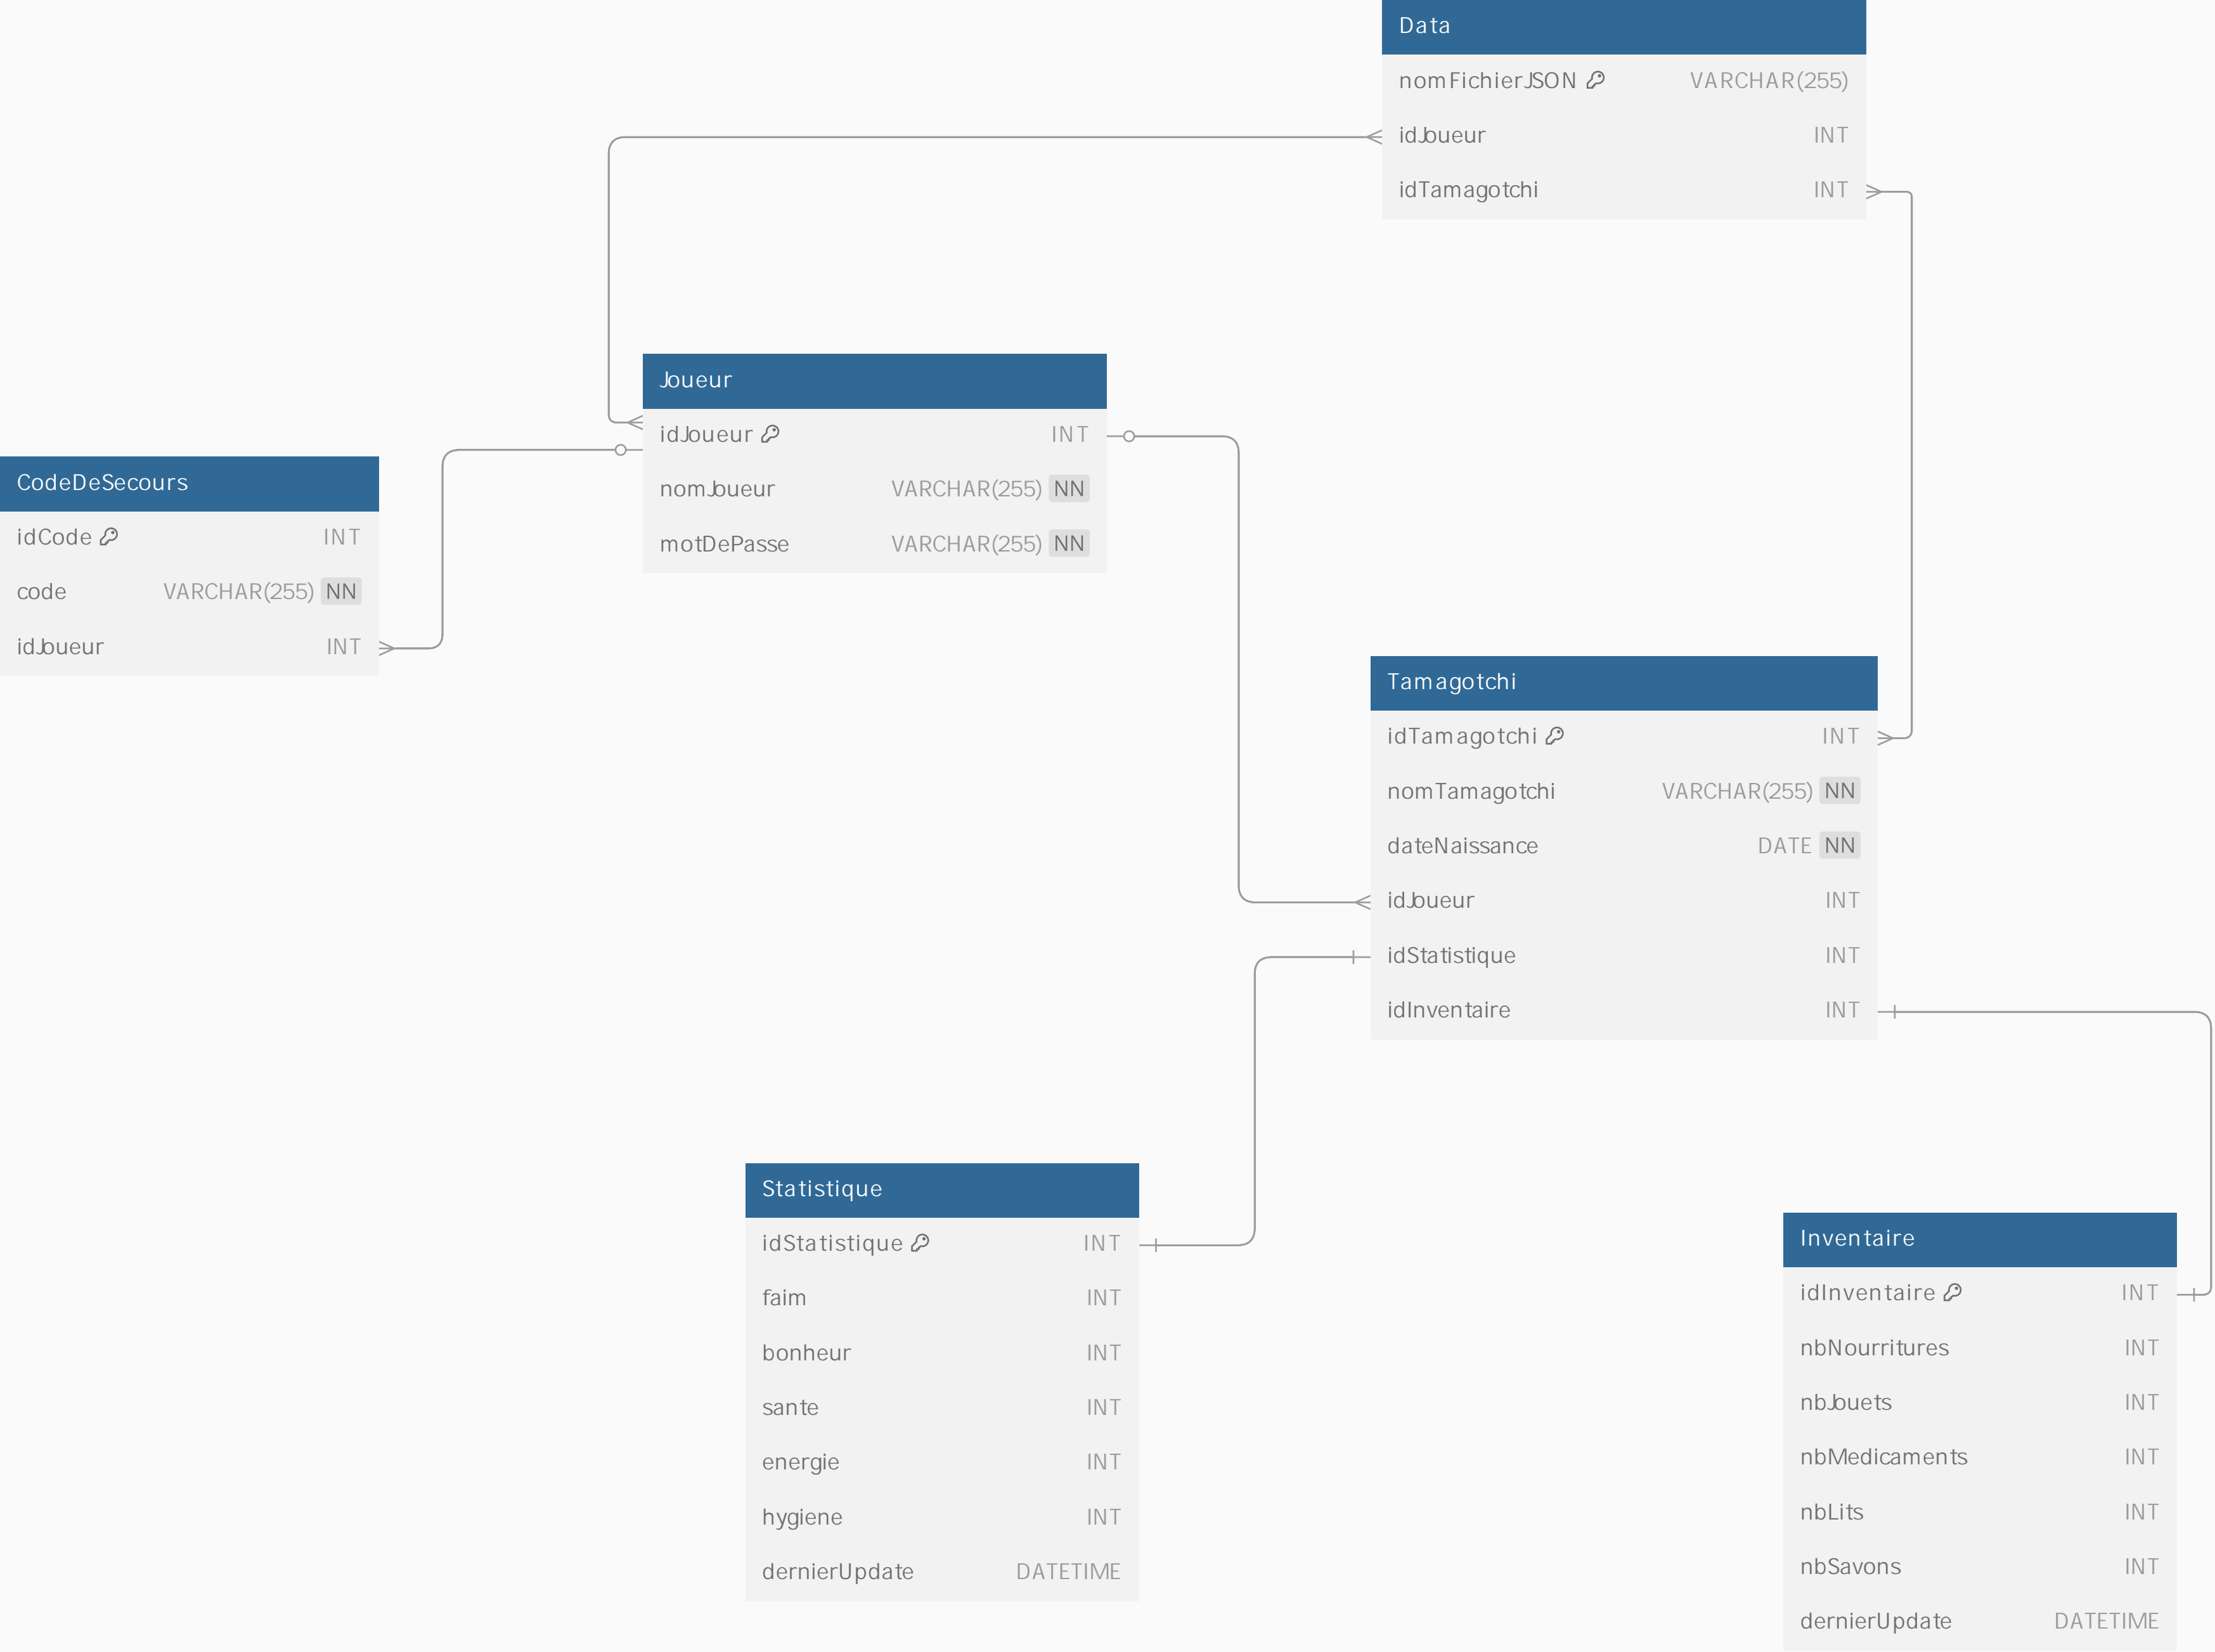 Data
nomFichierJSON VARCHAR(255)
idJoueur INT
idTamagotchi INT
Joueur
idJoueur INT
nomJoueur VARCHAR(255) NN
motDePasse VARCHAR(255) NN
CodeDeSecours
idCode INT
code VARCHAR(255) NN
idJoueur INT
Tamagotchi
idTamagotchi INT
nomTamagotchi VARCHAR(255) NN
dateNaissance DATE NN
idJoueur INT
idStatistique INT
idInventaire INT
Statistique
idStatistique INT
faim INT
bonheur INT
sante INT
energie INT
hygiene INT
dernierUpdate DATETIME
Inventaire
idInventaire INT
nbNourritures INT
nbJouets INT
nbMedicaments INT
nbLits INT
nbSavons INT
dernierUpdate DATETIME